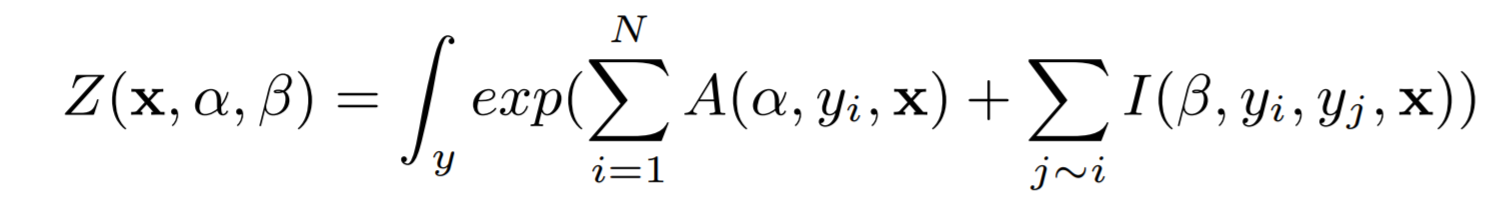 Z(𝐱, α, β) = ∫_y exp(∑_{i=1}^{N} A(α, y_i, 𝐱) + ∑_{j∼i} I(β, y_i, y_j, 𝐱))